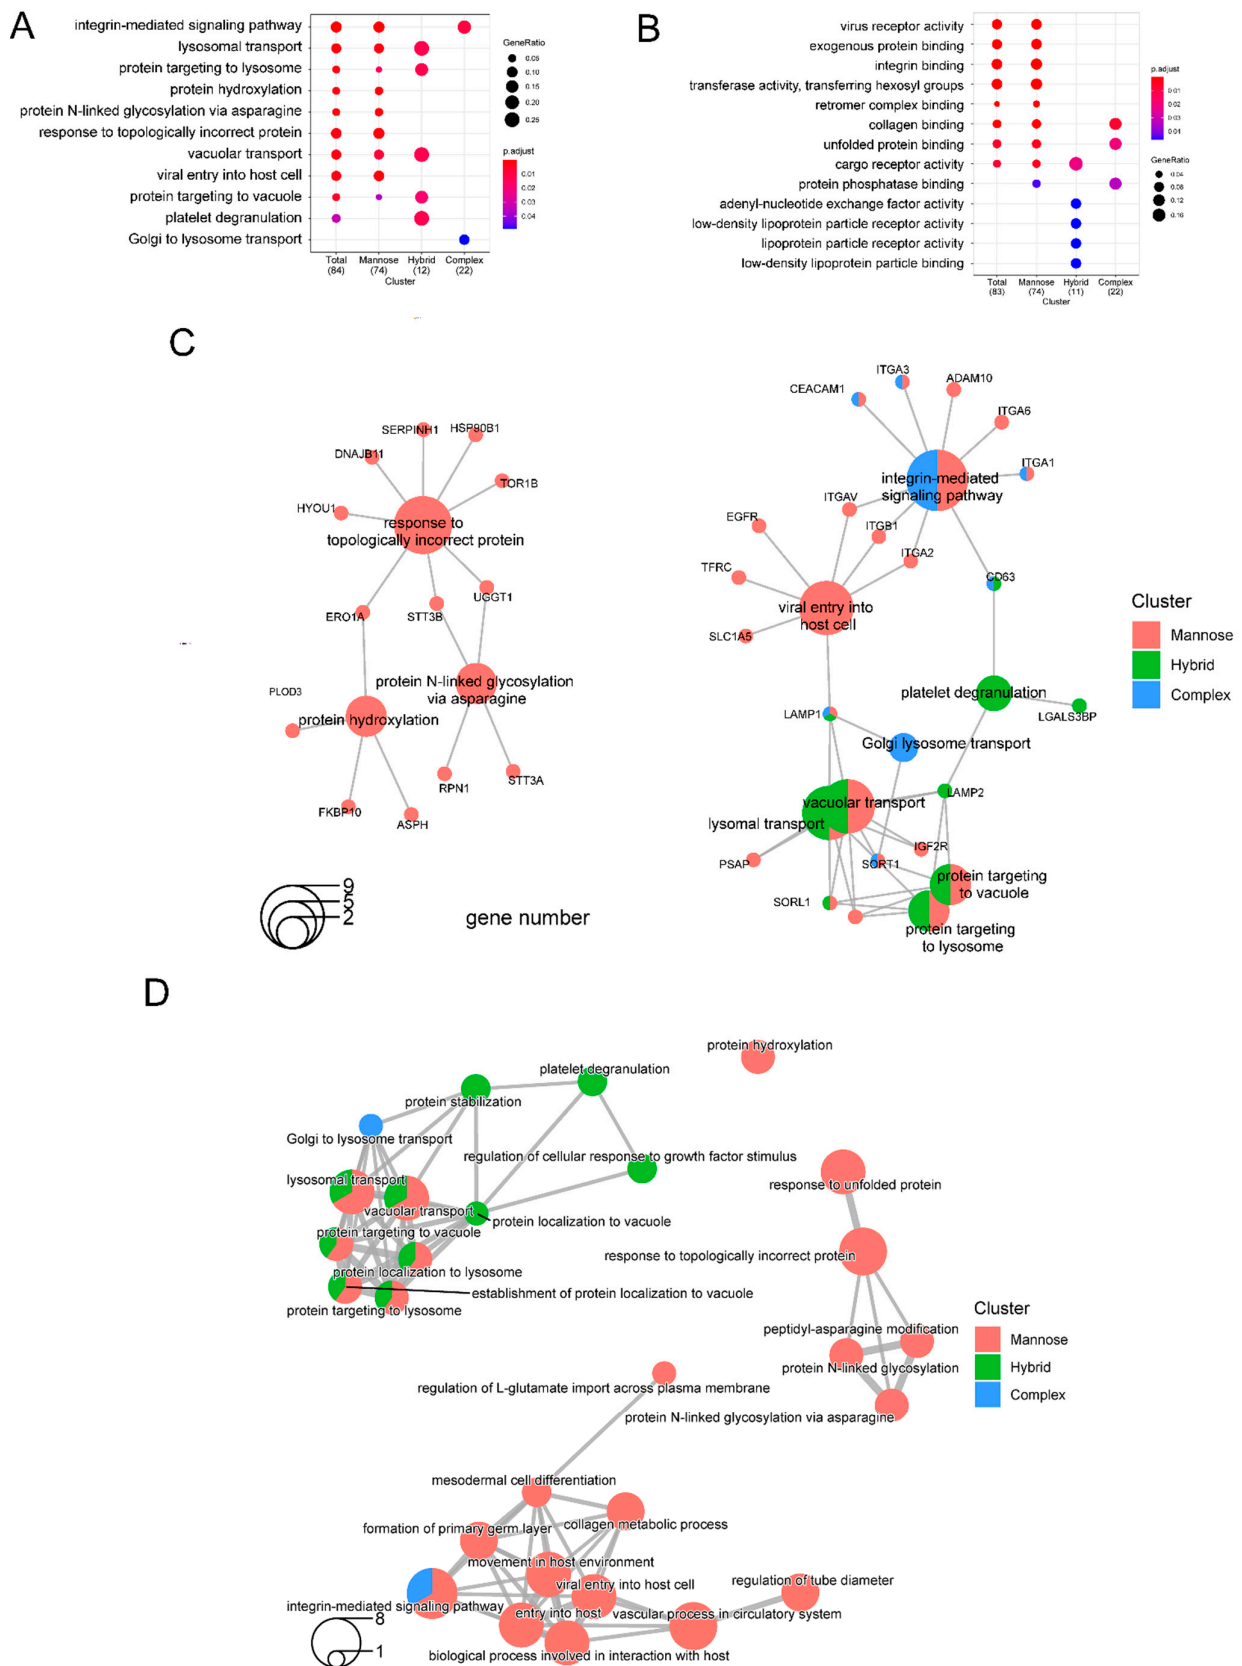 A
integrin-mediated signaling pathway
lysosomal transport
protein targeting to lysosome
protein hydroxylation
protein N-linked glycosylation via asparagine
response to topologically incorrect protein
vacuolar transport
viral entry into host cell
protein targeting to vacuole
platelet degranulation
Golgi to lysosome transport
Total
(84)
Mannose
(74)
Hybrid
(12)
Complex
(22)
Cluster
GeneRatio
0.05
0.10
0.15
0.20
0.25
p.adjust
0.01
0.02
0.03
0.04
B
virus receptor activity
exogenous protein binding
integrin binding
transferase activity, transferring hexosyl groups
retromer complex binding
collagen binding
unfolded protein binding
cargo receptor activity
protein phosphatase binding
adenyl-nucleotide exchange factor activity
low-density lipoprotein particle receptor activity
lipoprotein particle receptor activity
low-density lipoprotein particle binding
Total
(83)
Mannose
(74)
Hybrid
(11)
Complex
(22)
Cluster
p.adjust
0.01
0.02
0.03
0.04
GeneRatio
0.04
0.08
0.12
0.16
C
SERPINH1
HSP90B1
DNAJB11
TOR1B
HYOU1
response to
topologically incorrect protein
ERO1A
STT3B
UGGT1
protein N-linked glycosylation
via asparagine
PLOD3
protein hydroxylation
RPN1
STT3A
FKBP10
ASPH
9
5
2
gene number
ITGA3
CEACAM1
ADAM10
ITGA6
ITGA1
integrin-mediated
signaling pathway
ITGAV
EGFR
ITGB1
ITGA2
TFRC
CD63
viral entry into
host cell
SLC1A5
platelet degranulation
LGALS3BP
LAMP1
Golgi lysosome transport
LAMP2
vacuolar transport
lysomal transport
IGF2R
PSAP
SORT1
protein targeting
to vacuole
SORL1
protein targeting
to lysosome
Cluster
Mannose
Hybrid
Complex
D
protein hydroxylation
platelet degranulation
protein stabilization
Golgi to lysosome transport
regulation of cellular response to growth factor stimulus
lysosomal transport
vacuolar transport
protein localization to vacuole
protein targeting to vacuole
protein localization to lysosome
establishment of protein localization to vacuole
protein targeting to lysosome
response to unfolded protein
response to topologically incorrect protein
peptidyl-asparagine modification
protein N-linked glycosylation
protein N-linked glycosylation via asparagine
Cluster
Mannose
Hybrid
Complex
regulation of L-glutamate import across plasma membrane
mesodermal cell differentiation
formation of primary germ layer
collagen metabolic process
movement in host environment
viral entry into host cell
regulation of tube diameter
integrin-mediated signaling pathway
entry into host
vascular process in circulatory system
biological process involved in interaction with host
8
1